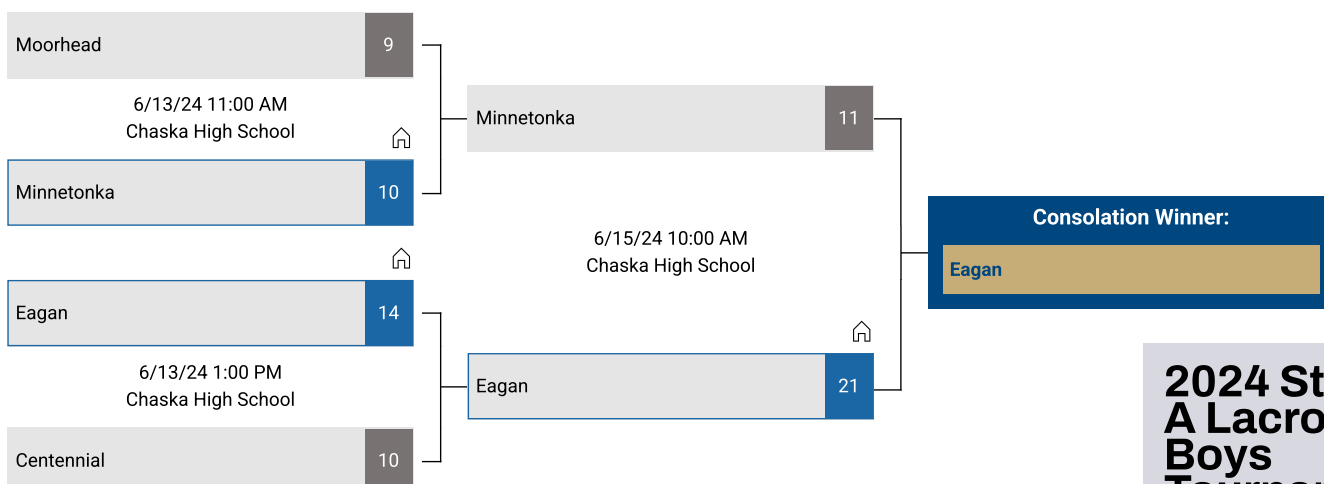 Moorhead 9
6/13/24 11:00 AM
Chaska High School
Minnetonka 10
Eagan 14
6/13/24 1:00 PM
Chaska High School
Centennial 10
Minnetonka 11
6/15/24 10:00 AM
Chaska High School
Eagan 21
Consolation Winner:
Eagan
2024 St
A Lacro
Boys